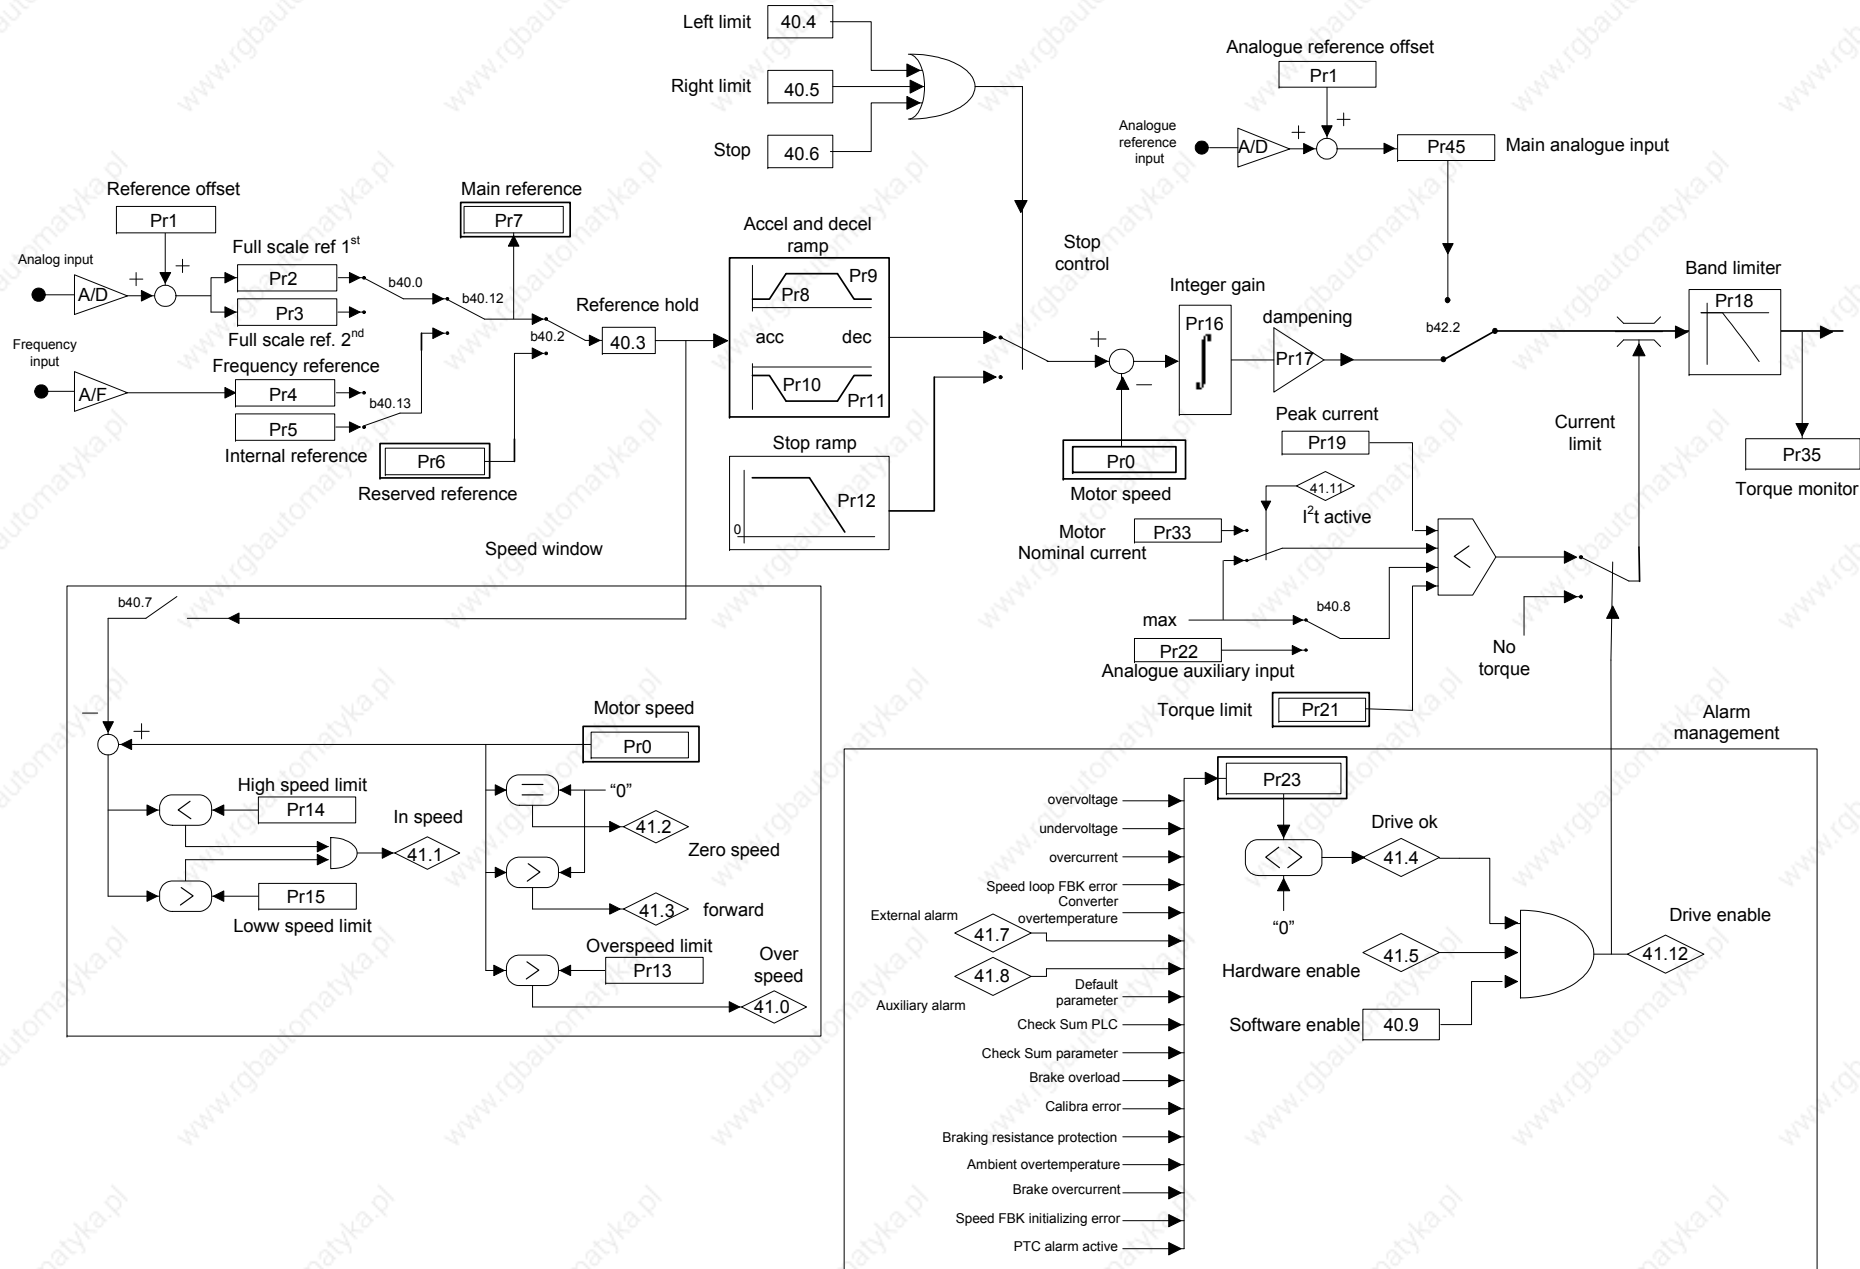 Left limit
40.4
Right limit
40.5
Stop
40.6
Analogue reference offset
Pr1
Analogue
reference
input
A/D
+
+
Pr45
Main analogue input
Reference offset
Pr1
Main reference
Pr7
Analog input
A/D
+
+
Full scale ref 1st
Pr2
Pr3
Full scale ref. 2nd
b40.0
b40.12
b40.2
Reference hold
40.3
Frequency
input
A/F
Frequency reference
Pr4
b40.13
Pr5
Internal reference
Pr6
Reserved reference
Accel and decel
ramp
Pr9
Pr8
acc
dec
Pr10
Pr11
Stop ramp
Pr12
0
Stop
control
+
—
Pr0
Motor speed
Integer gain
Pr16
dampening
Pr17
b42.2
Band limiter
Pr18
Current
limit
Pr35
Torque monitor
Peak current
Pr19
41.11
I2t active
Motor
Nominal current
Pr33
<
b40.8
max
Pr22
Analogue auxiliary input
Torque limit
Pr21
No
torque
Speed window
b40.7
—
+
Motor speed
Pr0
High speed limit
<
Pr14
In speed
41.1
>
Pr15
Loww speed limit
=
“0”
41.2
Zero speed
>
41.3
forward
Overspeed limit
>
Pr13
Over
speed
41.0
Alarm
management
Pr23
overvoltage
undervoltage
overcurrent
Speed loop FBK error
Converter
overtemperature
External alarm
41.7
41.8
Auxiliary alarm
Default
parameter
Check Sum PLC
Check Sum parameter
Brake overload
Calibra error
Braking resistance protection
Ambient overtemperature
Brake overcurrent
Speed FBK initializing error
PTC alarm active
< >
“0”
Drive ok
41.4
Hardware enable
41.5
Software enable
40.9
Drive enable
41.12
www.rgbautomatyka.pl